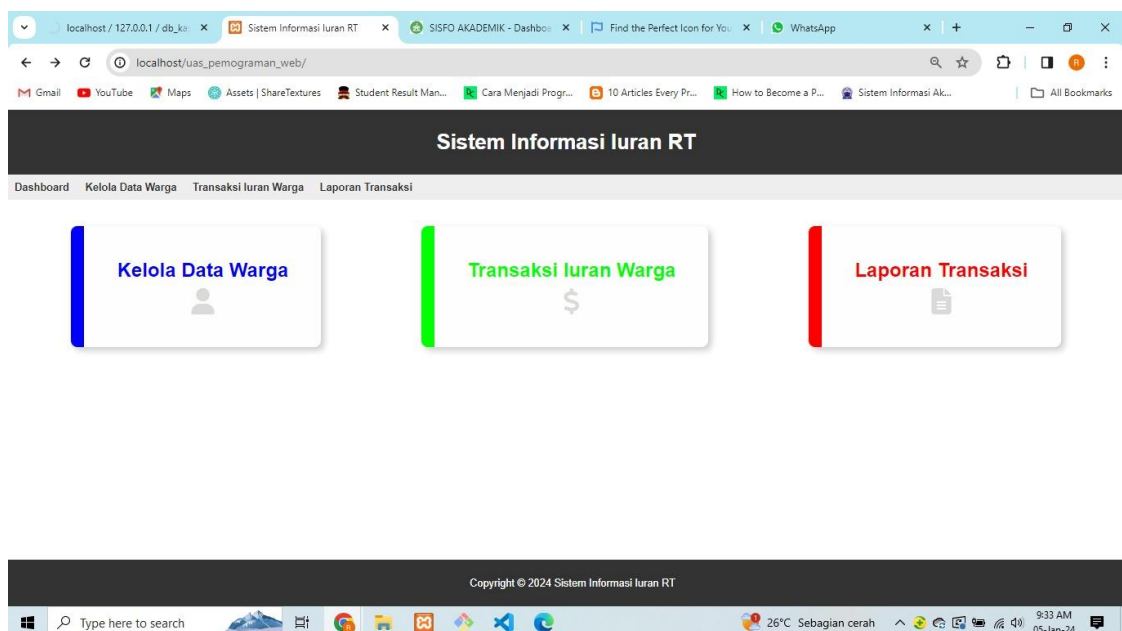 localhost / 127.0.0.1 / db_ka Sistem Informasi Iuran RT SISFO AKADEMIK - Dashbo Find the Perfect Icon for You WhatsApp
localhost/uas_pemograman_web/
Gmail YouTube Maps Assets | ShareTextures Student Result Man... Cara Menjadi Progr... 10 Articles Every Pr... How to Become a P... Sistem Informasi Ak... All Bookmarks
Sistem Informasi Iuran RT
Dashboard Kelola Data Warga Transaksi Iuran Warga Laporan Transaksi
Kelola Data Warga Transaksi Iuran Warga Laporan Transaksi
$
Copyright © 2024 Sistem Informasi Iuran RT
Type here to search 26°C Sebagian cerah 9:33 AM
05-Jan-24